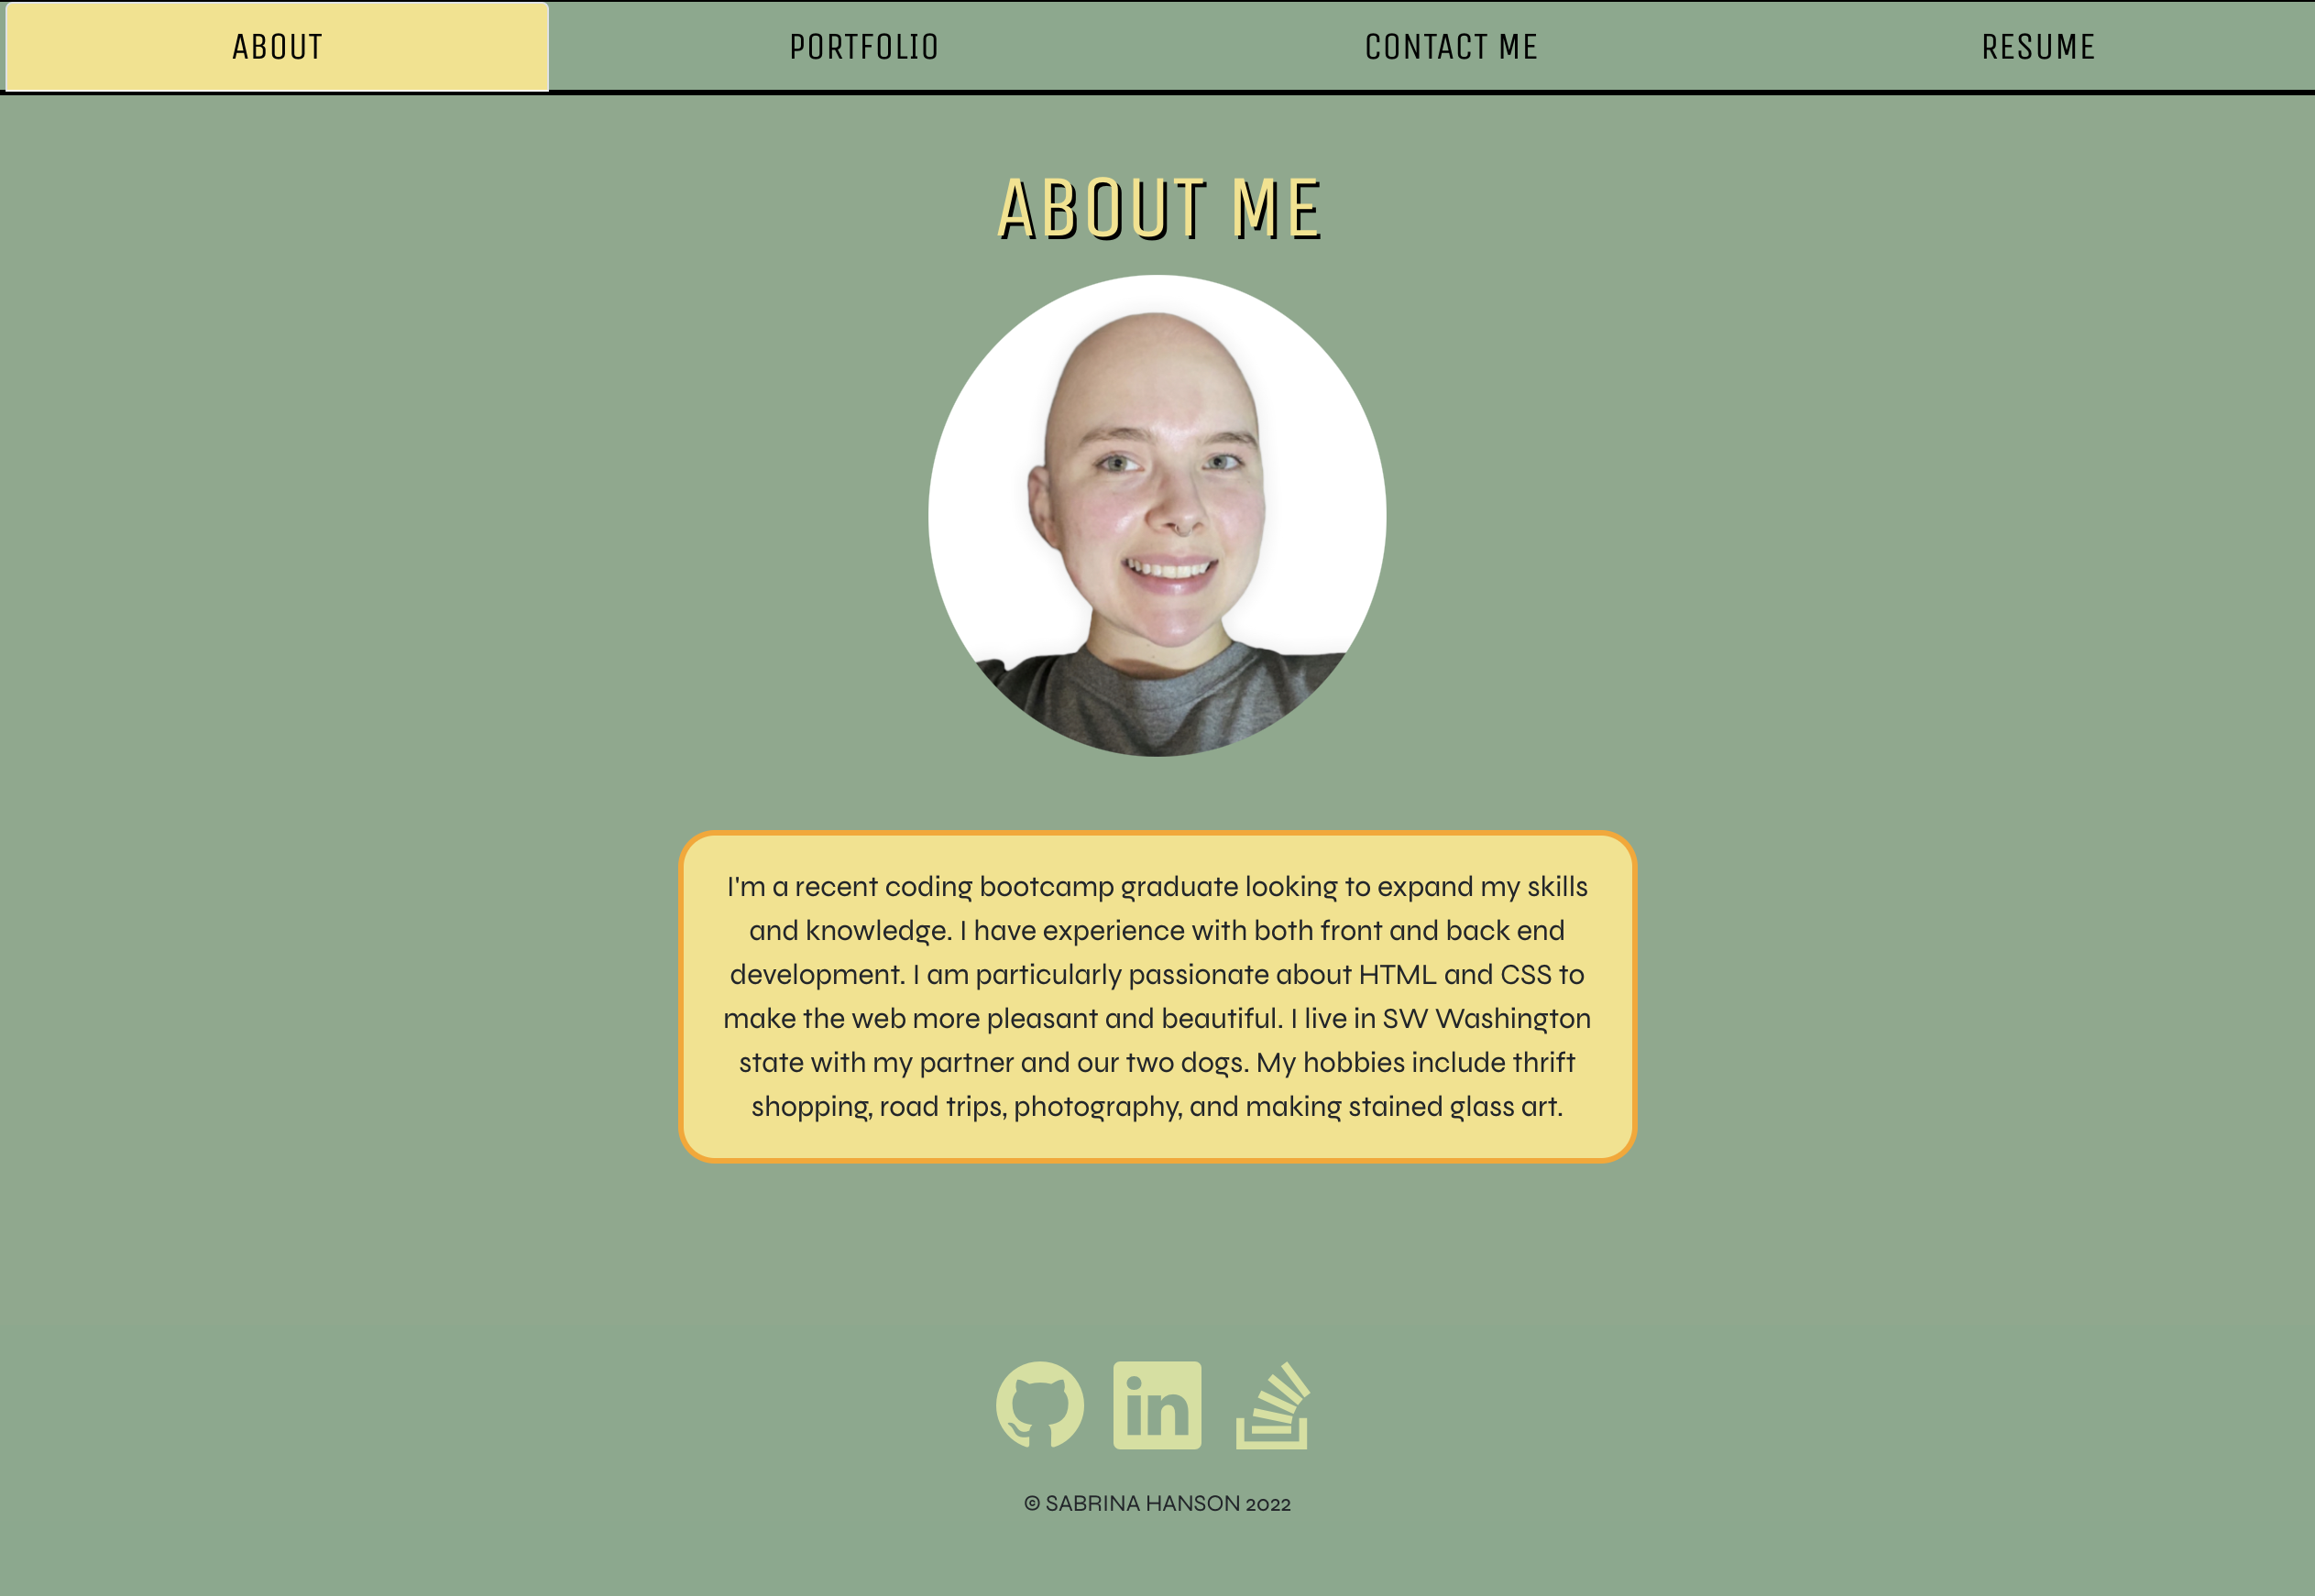 ABOUT
PORTFOLIO
CONTACT ME
RESUME
ABOUT ME
I'm a recent coding bootcamp graduate looking to expand my skills
and knowledge. I have experience with both front and back end
development. I am particularly passionate about HTML and CSS to
make the web more pleasant and beautiful. I live in SW Washington
state with my partner and our two dogs. My hobbies include thrift
shopping, road trips, photography, and making stained glass art.
in
© SABRINA HANSON 2022